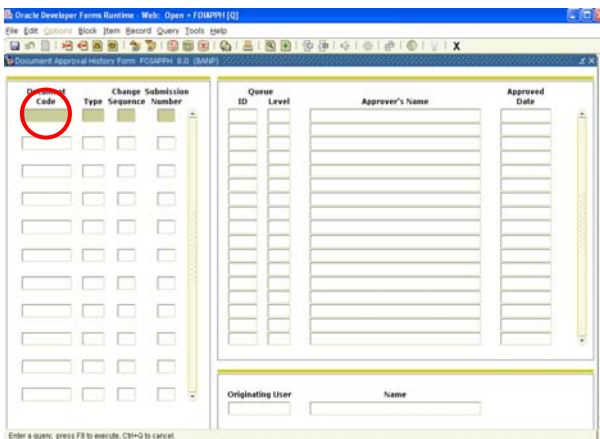 Oracle Developer Forms Runtime - Web: Open > FOIAPPH [Q]
File Edit Options Block Item Record Query Tools Help
Document Approval History Form FOIAPPH 8.0 (BANP)
Document Code Type Change Sequence Submission Number
Queue ID Level Approver's Name Approved Date
Originating User Name
Enter a query; press F8 to execute, Ctrl+Q to cancel.